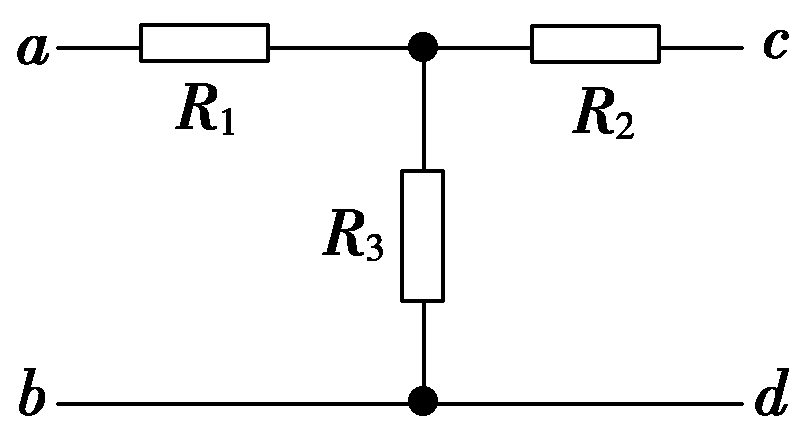 a c
R₁ R₂
R₃
b d